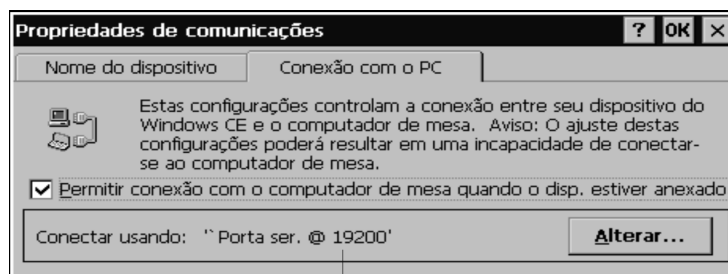 Propriedades de comunicações ? OK ×
Nome do dispositivo Conexão com o PC
Estas configurações controlam a conexão entre seu dispositivo do
Windows CE e o computador de mesa. Aviso: O ajuste destas
configurações poderá resultar em uma incapacidade de conectar-
se ao computador de mesa.
Permitir conexão com o computador de mesa quando o disp. estiver anexado
Conectar usando: '`Porta ser. @ 19200' Alterar...